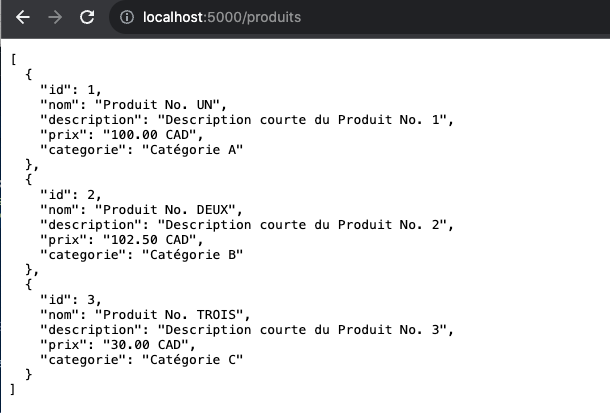 localhost:5000/produits
[
  {
    "id": 1,
    "nom": "Produit No. UN",
    "description": "Description courte du Produit No. 1",
    "prix": "100.00 CAD",
    "categorie": "Catégorie A"
  },
  {
    "id": 2,
    "nom": "Produit No. DEUX",
    "description": "Description courte du Produit No. 2",
    "prix": "102.50 CAD",
    "categorie": "Catégorie B"
  },
  {
    "id": 3,
    "nom": "Produit No. TROIS",
    "description": "Description courte du Produit No. 3",
    "prix": "30.00 CAD",
    "categorie": "Catégorie C"
  }
]